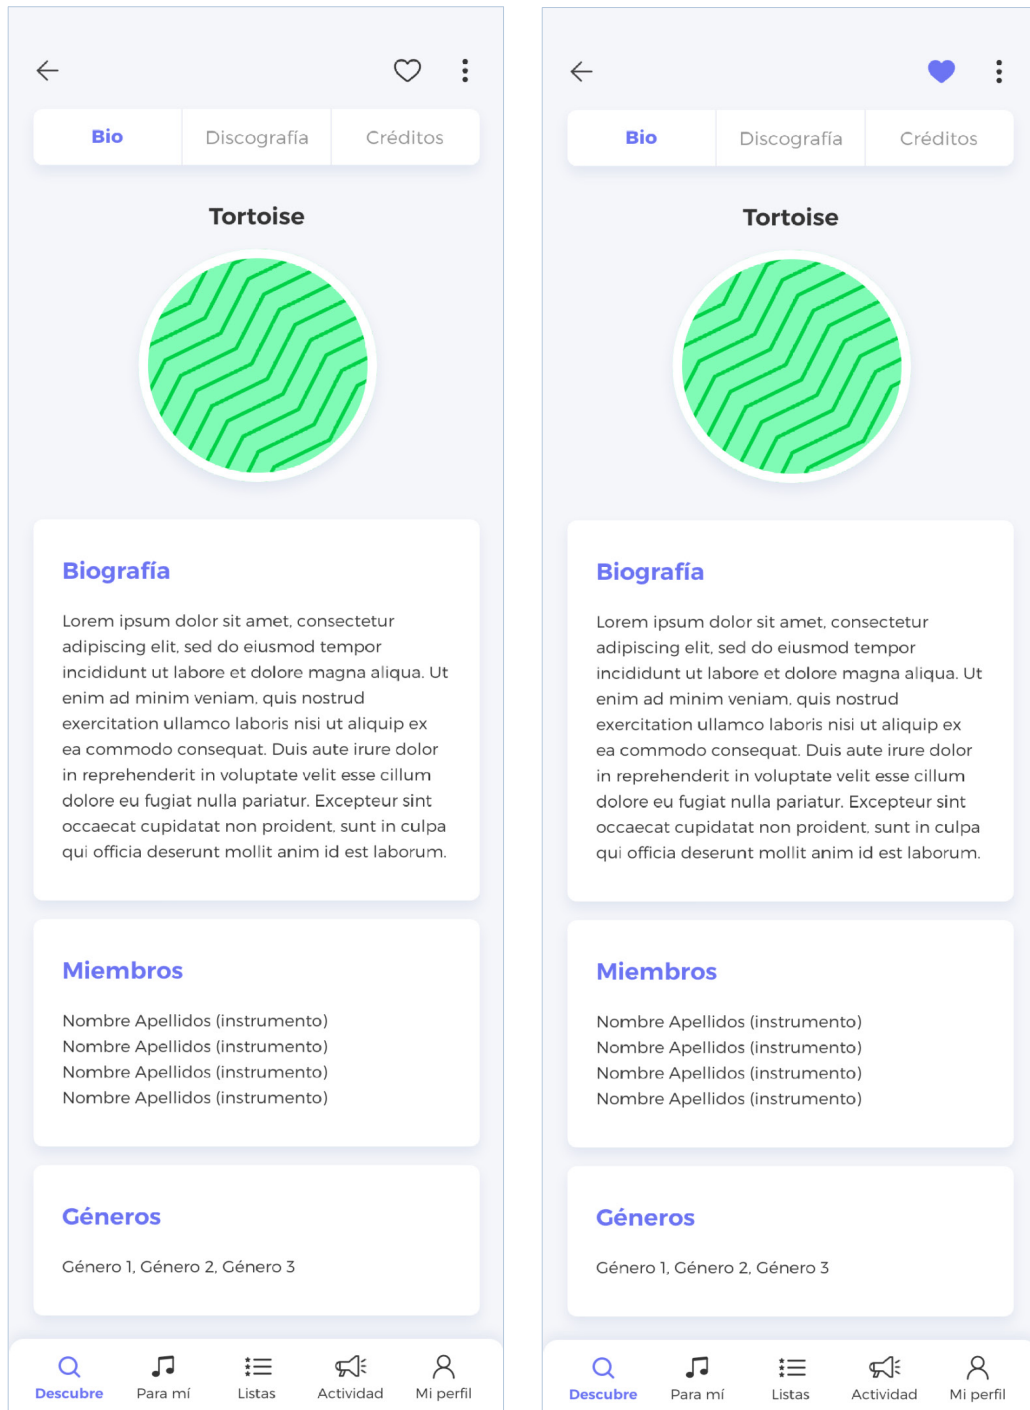 Bio Discografía Créditos
Tortoise
Biografía
Lorem ipsum dolor sit amet, consectetur
adipiscing elit, sed do eiusmod tempor
incididunt ut labore et dolore magna aliqua. Ut
enim ad minim veniam, quis nostrud
exercitation ullamco laboris nisi ut aliquip ex
ea commodo consequat. Duis aute irure dolor
in reprehenderit in voluptate velit esse cillum
dolore eu fugiat nulla pariatur. Excepteur sint
occaecat cupidatat non proident, sunt in culpa
qui officia deserunt mollit anim id est laborum.
Miembros
Nombre Apellidos (instrumento)
Nombre Apellidos (instrumento)
Nombre Apellidos (instrumento)
Nombre Apellidos (instrumento)
Géneros
Género 1, Género 2, Género 3
Descubre Para mí Listas Actividad Mi perfil
Bio Discografía Créditos
Tortoise
Biografía
Lorem ipsum dolor sit amet, consectetur
adipiscing elit, sed do eiusmod tempor
incididunt ut labore et dolore magna aliqua. Ut
enim ad minim veniam, quis nostrud
exercitation ullamco laboris nisi ut aliquip ex
ea commodo consequat. Duis aute irure dolor
in reprehenderit in voluptate velit esse cillum
dolore eu fugiat nulla pariatur. Excepteur sint
occaecat cupidatat non proident, sunt in culpa
qui officia deserunt mollit anim id est laborum.
Miembros
Nombre Apellidos (instrumento)
Nombre Apellidos (instrumento)
Nombre Apellidos (instrumento)
Nombre Apellidos (instrumento)
Géneros
Género 1, Género 2, Género 3
Descubre Para mí Listas Actividad Mi perfil